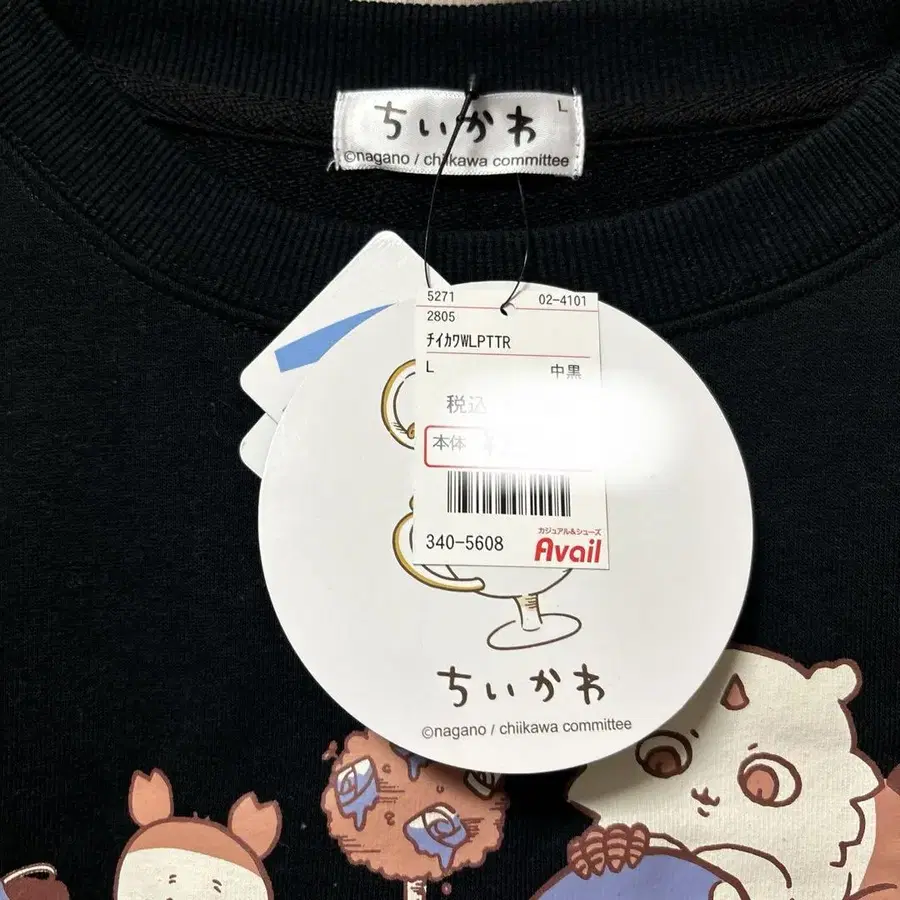 ちいかわ L
©nagano / chiikawa committee
5271 02-4101
2805
ﾁｲｶﾜWLPTTR
L 中黒
税込
本体
340-5608
カジュアル&シューズ
Avail
ちいかわ
©nagano / chiikawa committee